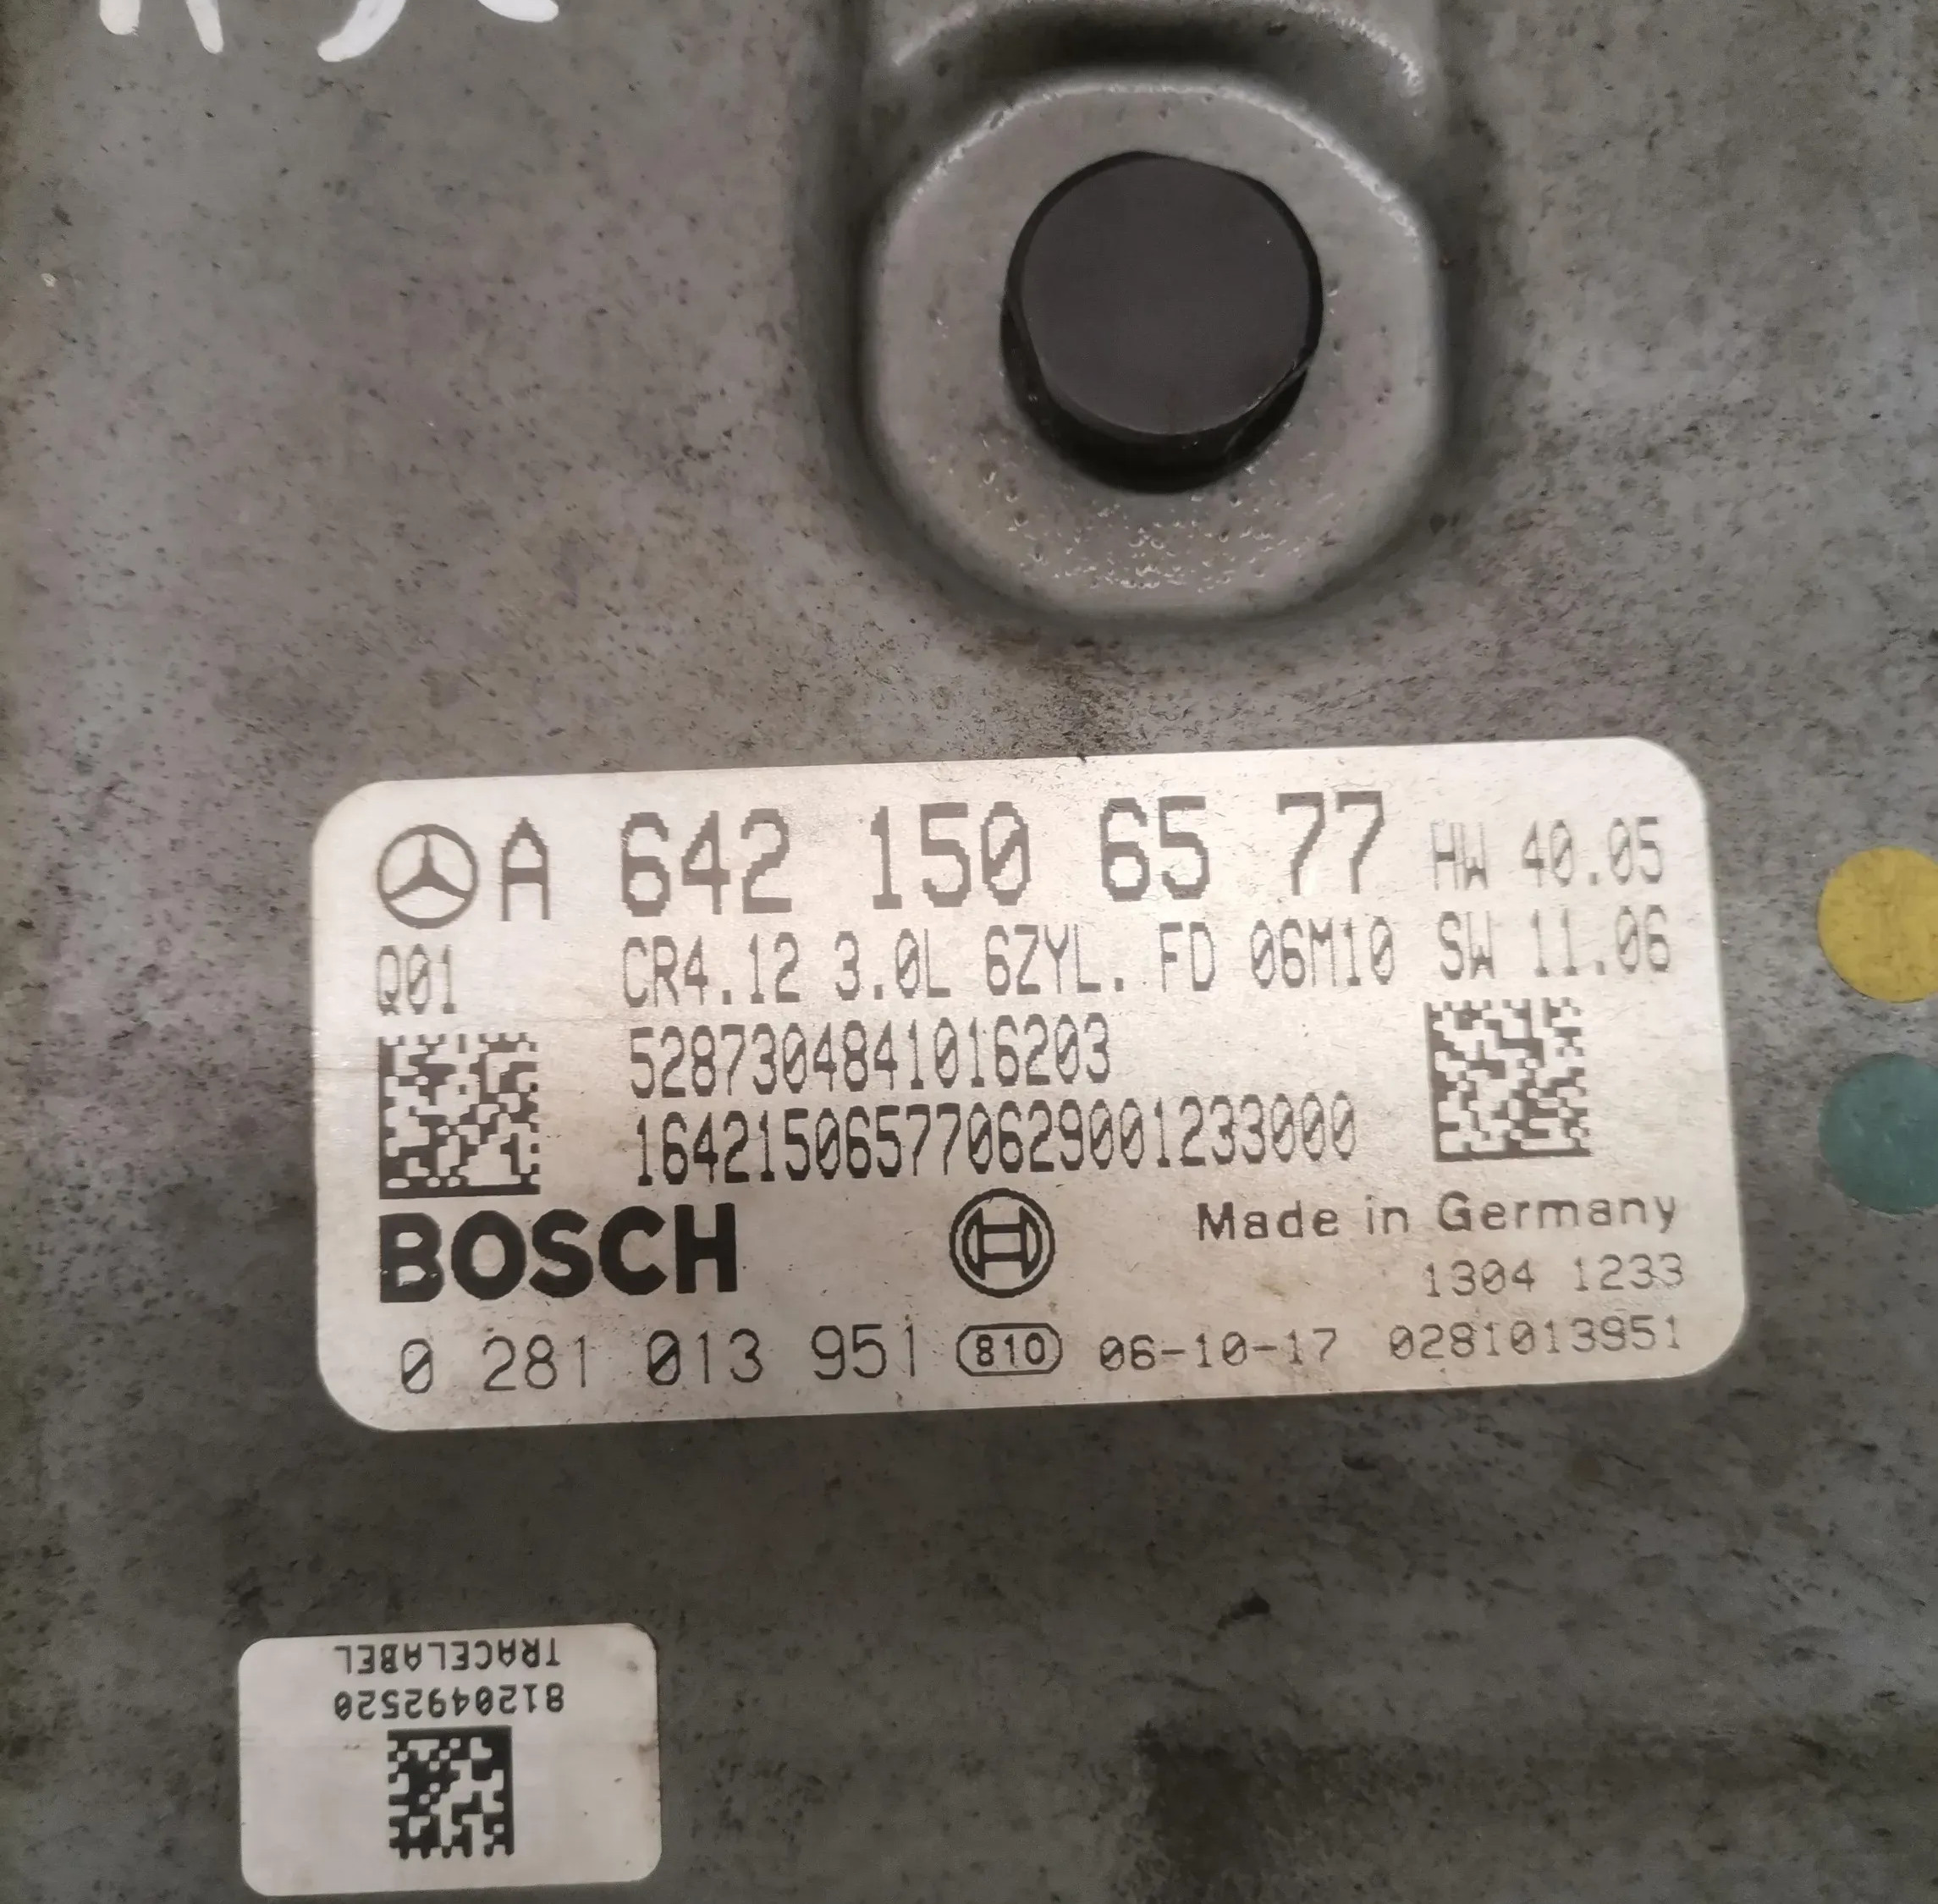 A 642 150 65 77 HW 40.05
Q01 CR4.12 3.0L 6ZYL. FD 06M10 SW 11.06
5287304841016203
164215065770629001233000
BOSCH
Made in Germany
1304 1233
0 281 013 951 810 06-10-17 0281013951
TRACELABEL
8120492520